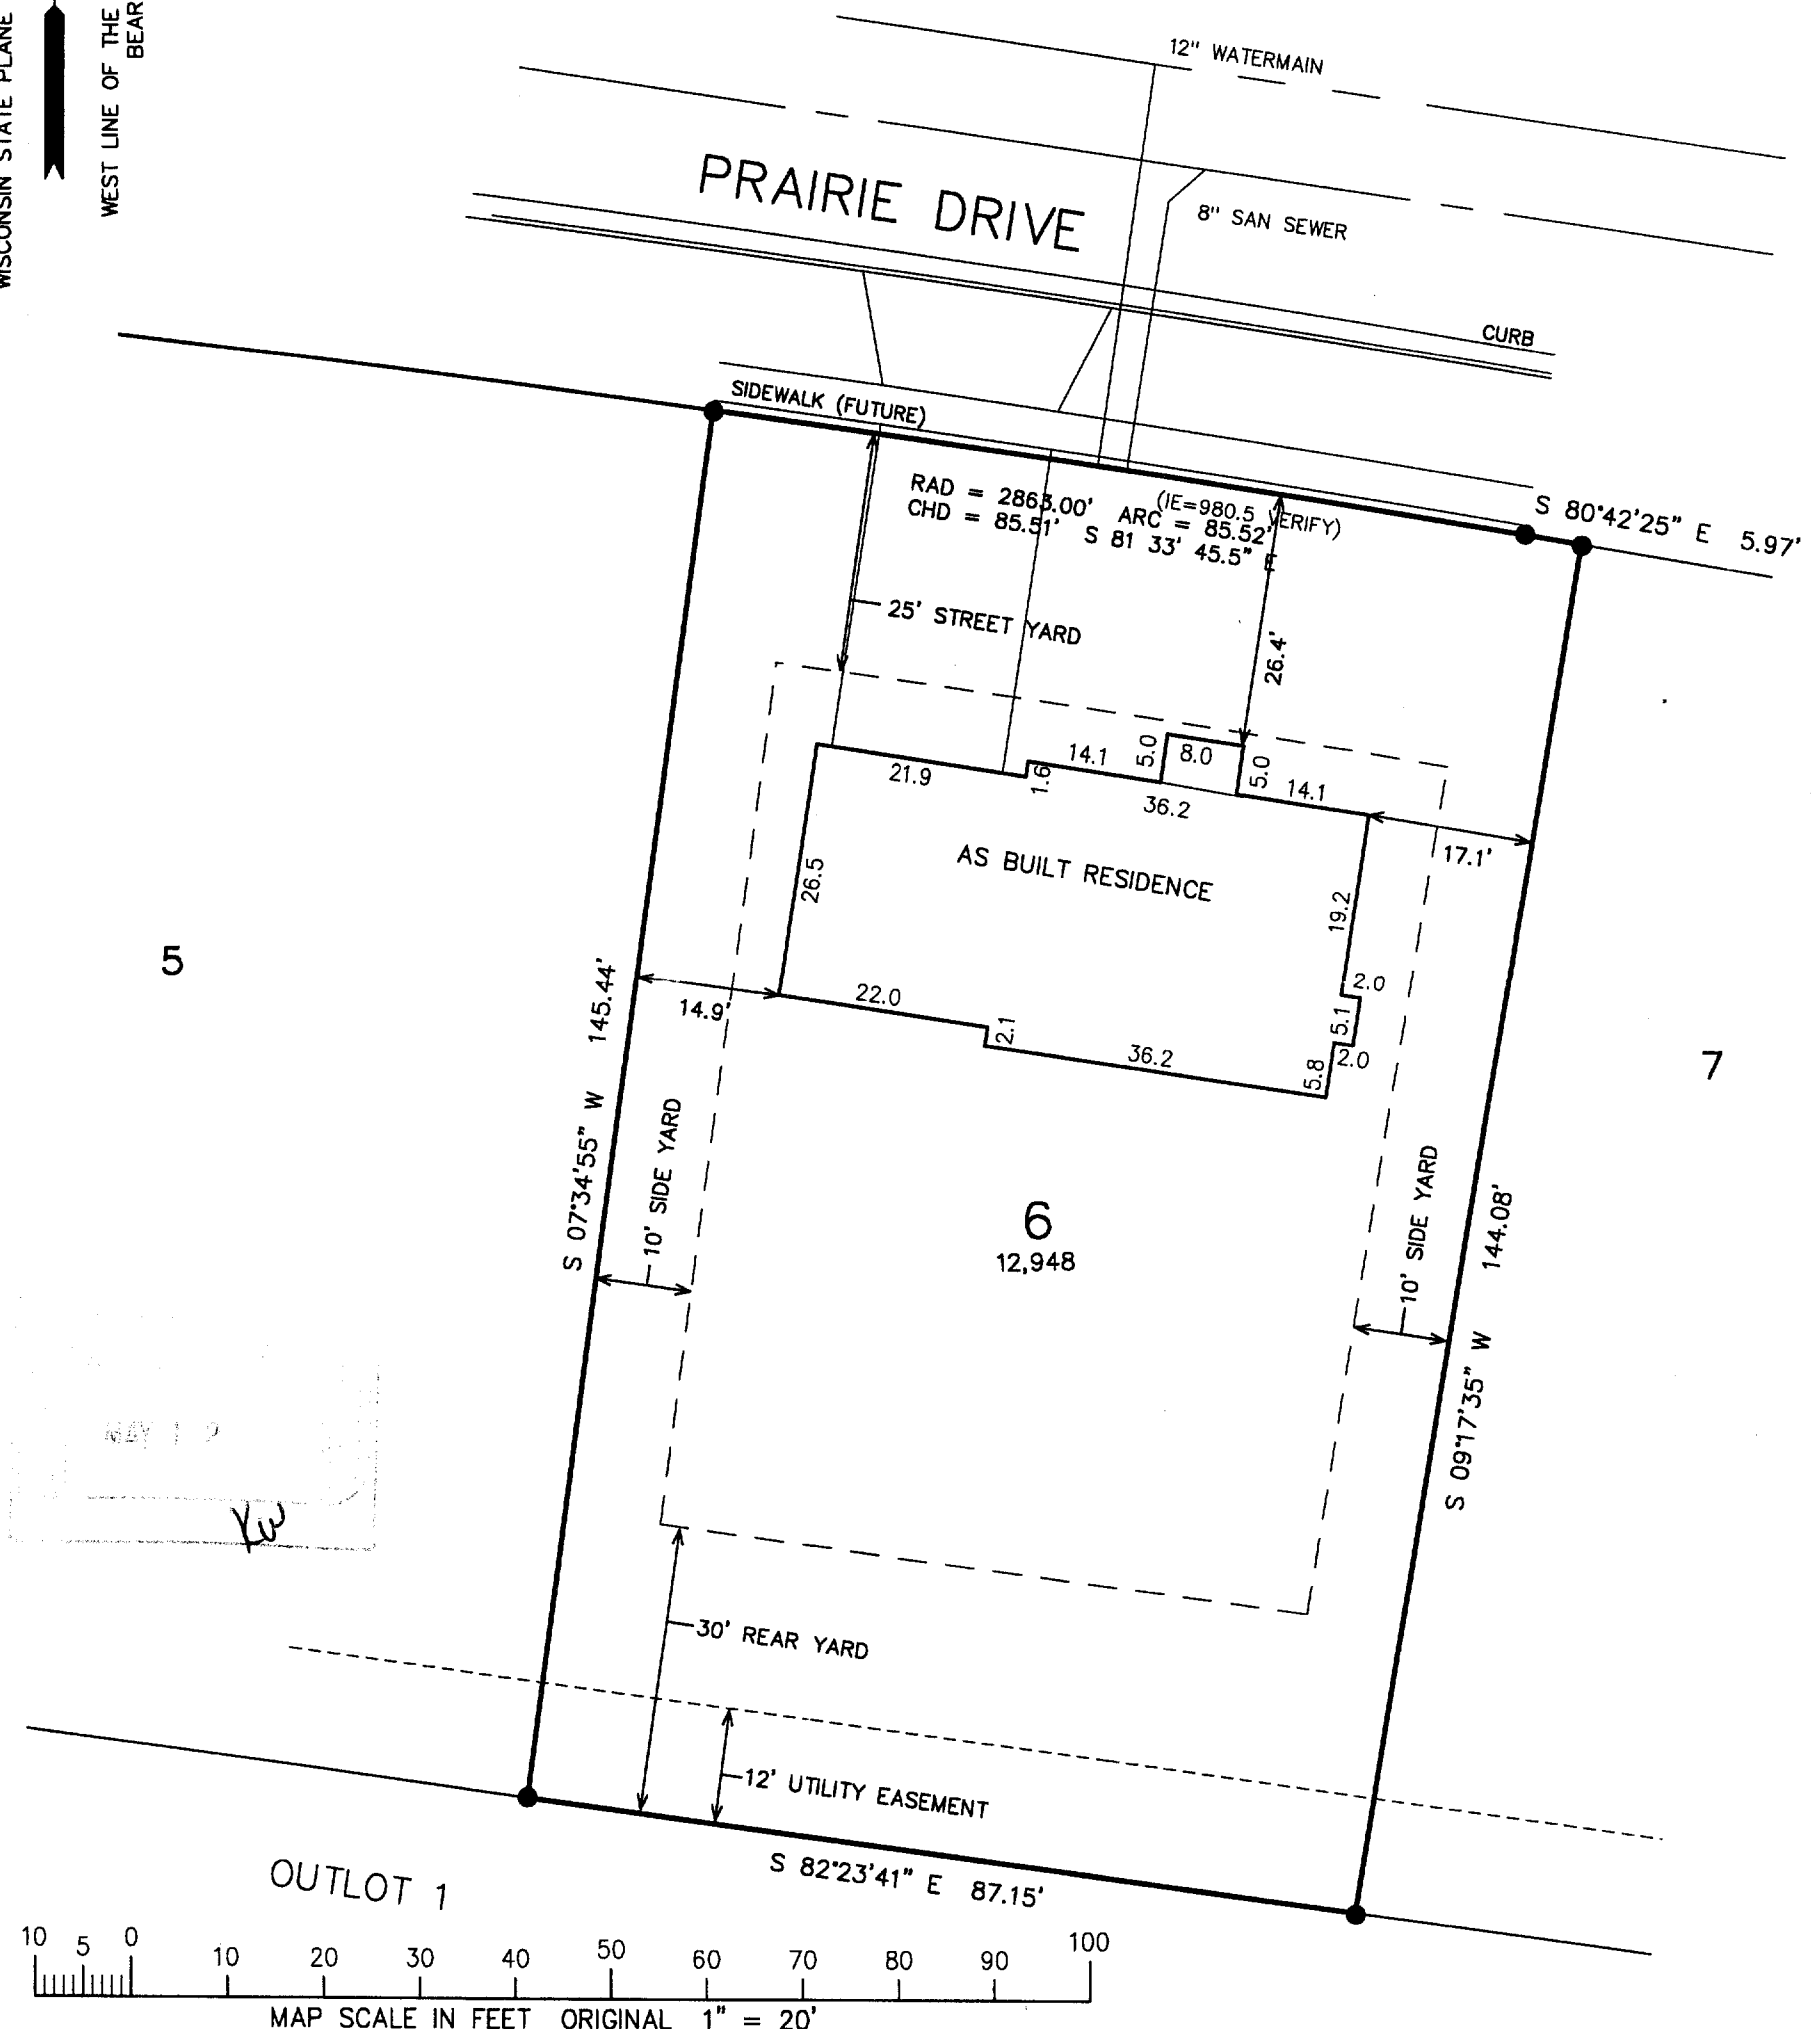 WISCONSIN STATE PLANE
WEST LINE OF THE
BEAR
12" WATERMAIN
PRAIRIE DRIVE
8" SAN SEWER
CURB
SIDEWALK (FUTURE)
S 80°42'25" E 5.97'
RAD = 2863.00' ARC = 85.52'
(IE=980.5 VERIFY)
CHD = 85.51' S 81 33' 45.5" E
25' STREET YARD
26.4'
21.9
1.6
14.1
5.0
8.0
5.0
14.1
36.2
17.1'
AS BUILT RESIDENCE
26.5
19.2
2.0
5.1
2.0
5.8
14.9'
22.0
2.1
36.2
5
7
S 07°34'55" W 145.44'
10' SIDE YARD
6
12,948
10' SIDE YARD
S 09°17'35" W 144.08'
KW
30' REAR YARD
12' UTILITY EASEMENT
S 82°23'41" E 87.15'
OUTLOT 1
10 5 0 10 20 30 40 50 60 70 80 90 100
MAP SCALE IN FEET ORIGINAL 1" = 20'